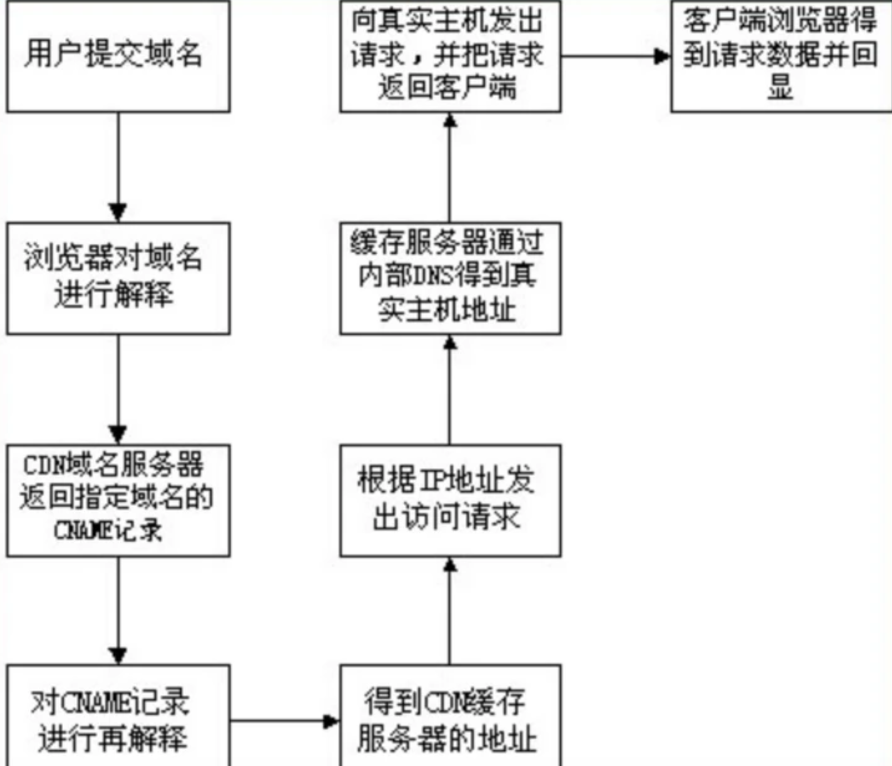 用户提交域名
浏览器对域名
进行解释
CDN域名服务器
返回指定域名的
CNAME记录
对CNAME记录
进行再解释
得到CDN缓存
服务器的地址
根据IP地址发
出访问请求
缓存服务器通过
内部DNS得到真
实主机地址
向真实主机发出
请求，并把请求
返回客户端
客户端浏览器得
到请求数据并回
显